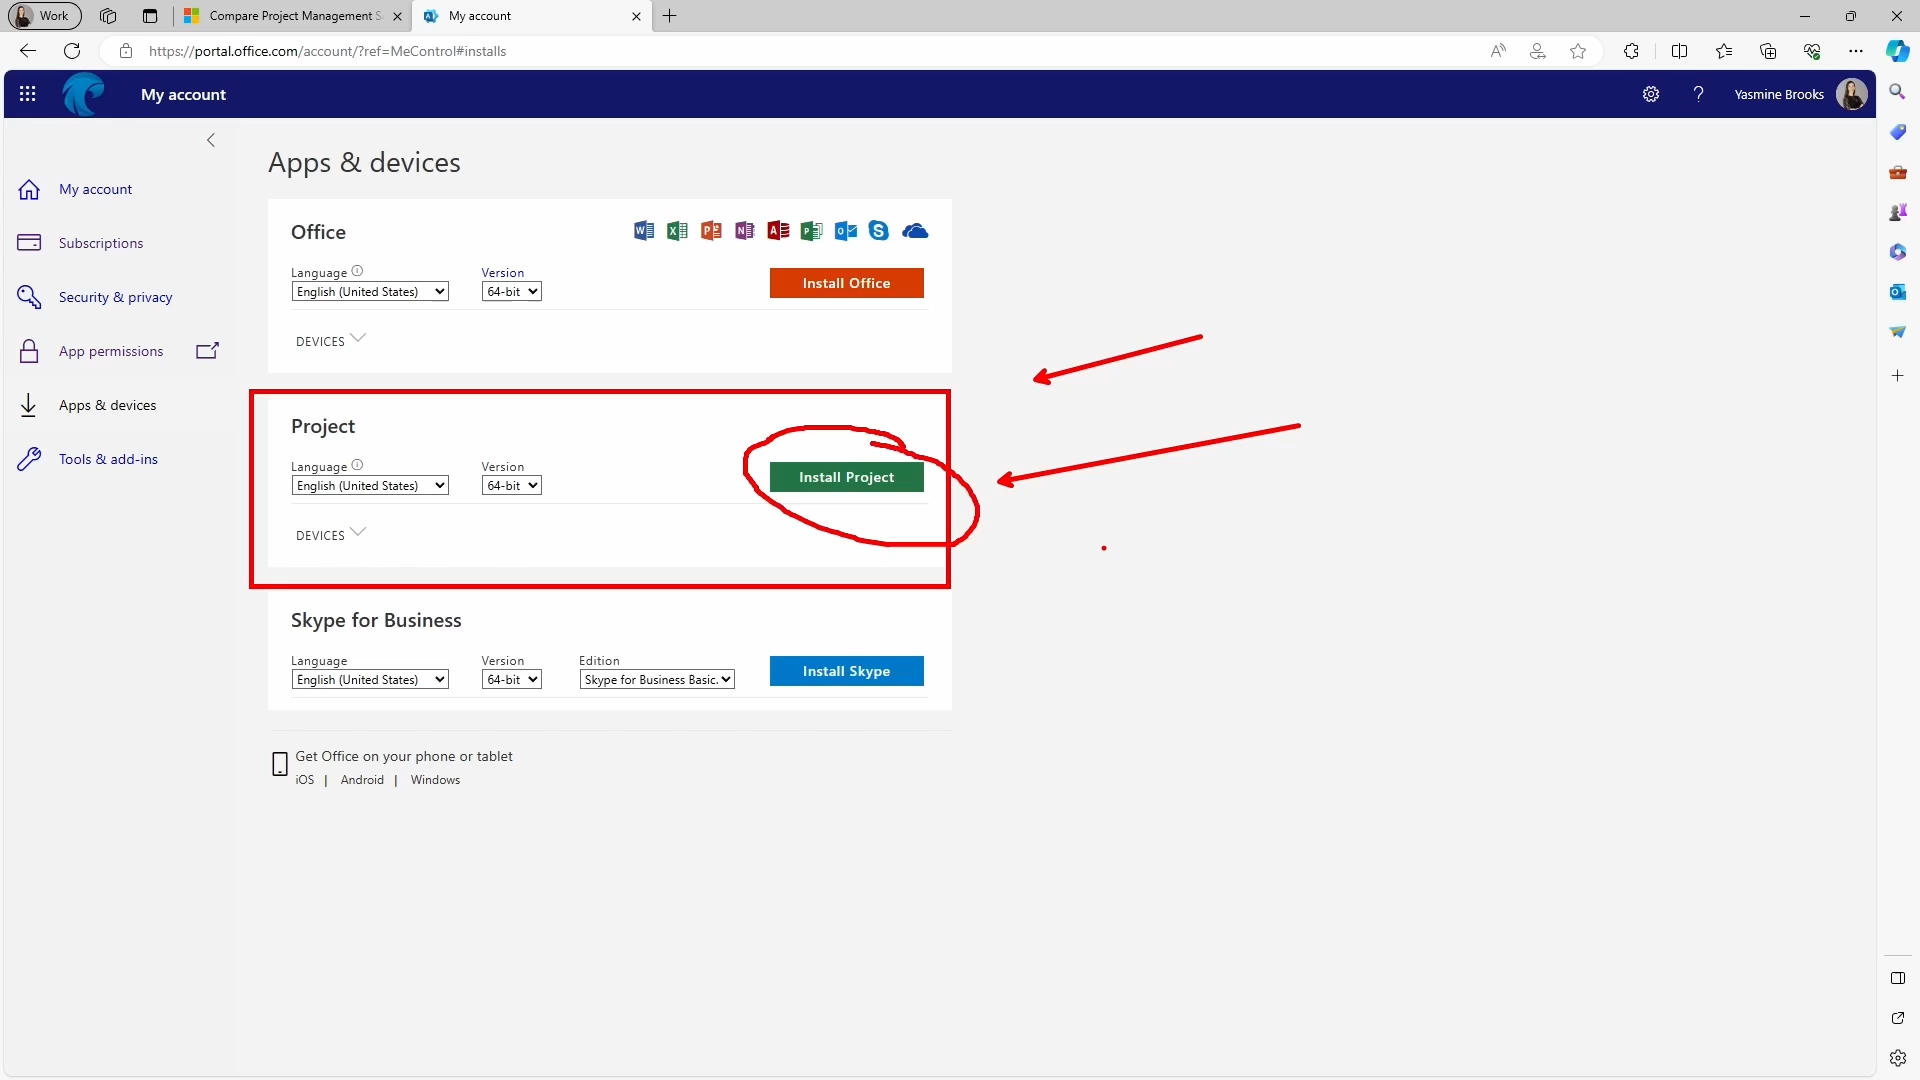 Work
Compare Project Management S
My account
https://portal.office.com/account/?ref=MeControl#installs
My account
Yasmine Brooks
My account
Subscriptions
Security & privacy
App permissions
Apps & devices
Tools & add-ins
Apps & devices
Office
Language
Version
English (United States)
64-bit
Install Office
DEVICES
Project
Language
Version
English (United States)
64-bit
Install Project
DEVICES
Skype for Business
Language
Version
Edition
English (United States)
64-bit
Skype for Business Basic.
Install Skype
Get Office on your phone or tablet
iOS | Android | Windows